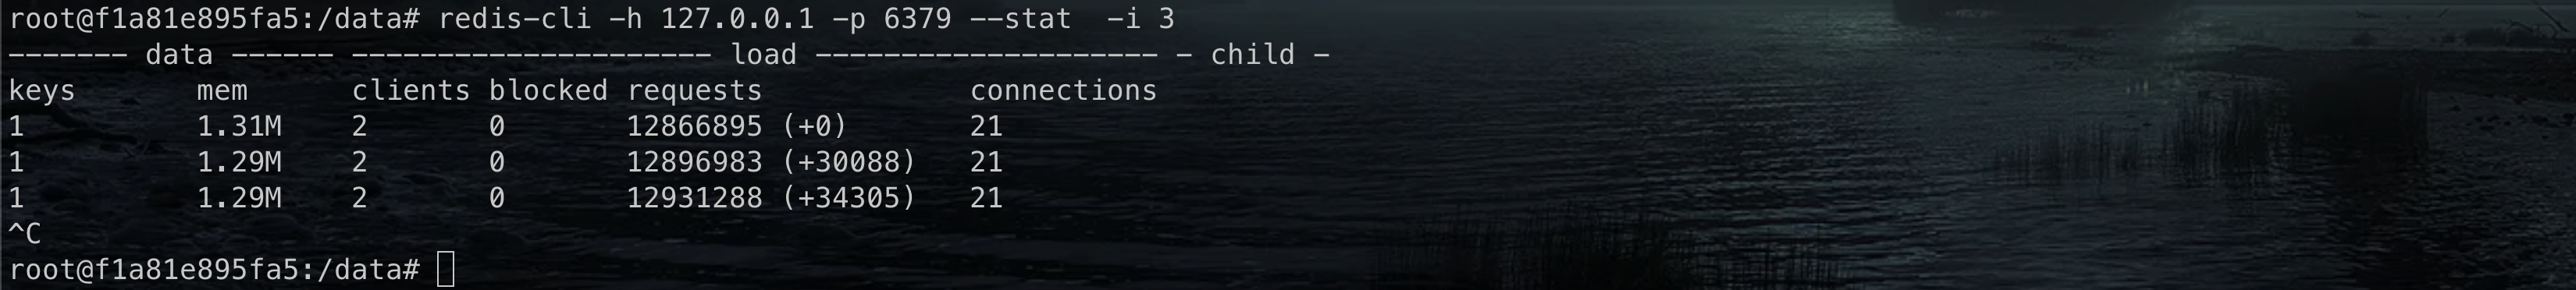 root@f1a81e895fa5:/data# redis-cli -h 127.0.0.1 -p 6379 --stat  -i 3
------- data ------ --------------------- load -------------------- - child -
keys       mem      clients blocked requests            connections
1          1.31M    2       0       12866895 (+0)       21
1          1.29M    2       0       12896983 (+30088)   21
1          1.29M    2       0       12931288 (+34305)   21
^C
root@f1a81e895fa5:/data#